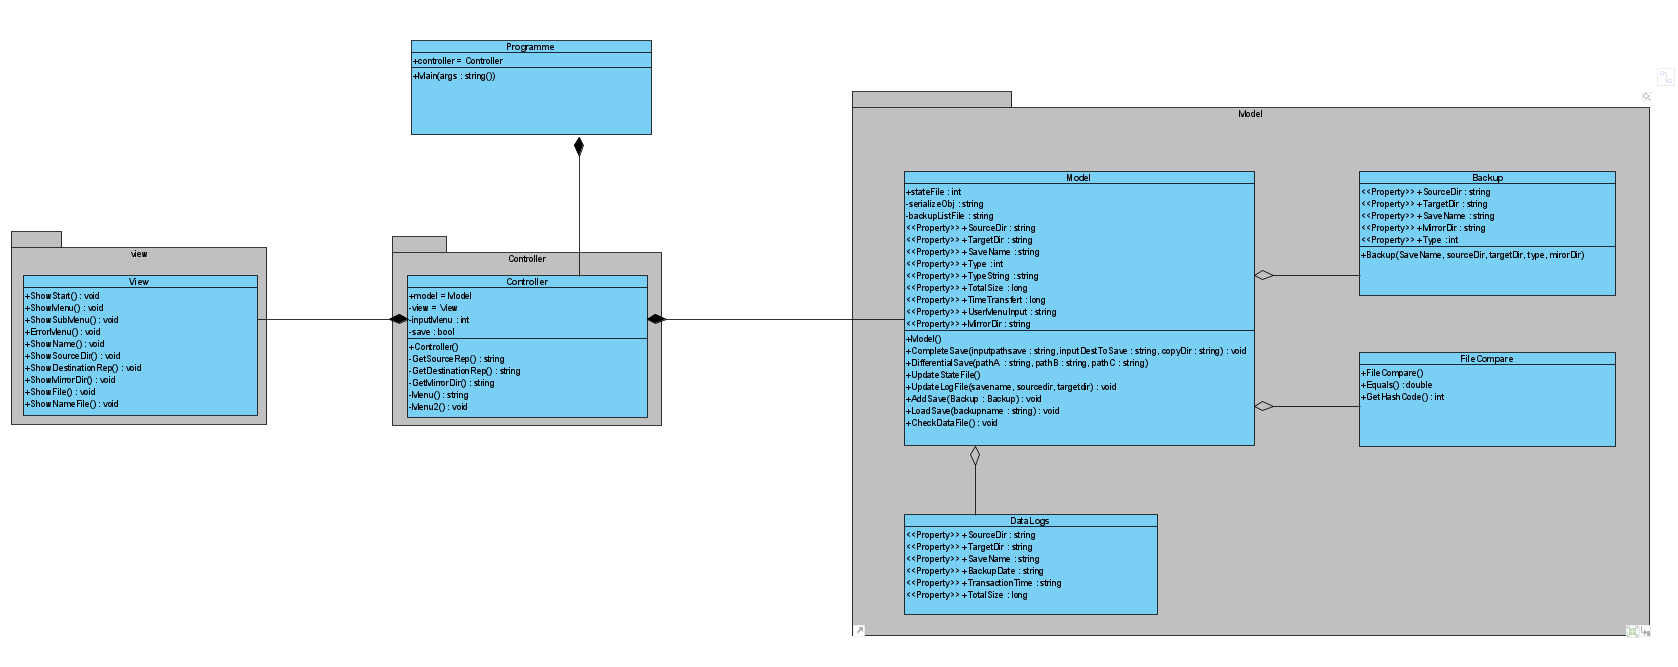 Programme
+controller = Controller
+Main(args : string())
view
View
+ShowStart() : void
+ShowMenu() : void
+ShowSubMenu() : void
+ErrorMenu() : void
+ShowName() : void
+ShowSourceDir() : void
+ShowDestinationRep() : void
+ShowMirrorDir() : void
+ShowFile() : void
+ShowNameFile() : void
Controller
Controller
+model = Model
-view = View
-inputMenu : int
-save : bool
+Controller()
-GetSourceRep() : string
-GetDestinationRep() : string
-GetMirrorDir() : string
-Menu() : string
-Menu2() : void
Model
Model
+stateFile : int
-serializeObj : string
-backupListFile : string
<<Property>> +SourceDir : string
<<Property>> +TargetDir : string
<<Property>> +SaveName : string
<<Property>> +Type : int
<<Property>> +TypeString : string
<<Property>> +TotalSize : long
<<Property>> +TimeTransfert : long
<<Property>> +UserMenuInput : string
<<Property>> +MirrorDir : string
+Model()
+CompleteSave(inputpathsave : string, inputDestToSave : string, copyDir : string) : void
+DifferentialSave(pathA : string, pathB : string, pathC : string)
+UpdateStateFile()
+UpdateLogFile(savename, sourcedir, targetdir) : void
+AddSave(Backup : Backup) : void
+LoadSave(backupname : string) : void
+CheckDataFile() : void
Backup
<<Property>> +SourceDir : string
<<Property>> +TargetDir : string
<<Property>> +SaveName : string
<<Property>> +MirrorDir : string
<<Property>> +Type : int
+Backup(SaveName, sourceDir, targetDir, type, mirorDir)
FileCompare
+FileCompare()
+Equals() : double
+GetHashCode() : int
DataLogs
<<Property>> +SourceDir : string
<<Property>> +TargetDir : string
<<Property>> +SaveName : string
<<Property>> +BackupDate : string
<<Property>> +TransactionTime : string
<<Property>> +TotalSize : long